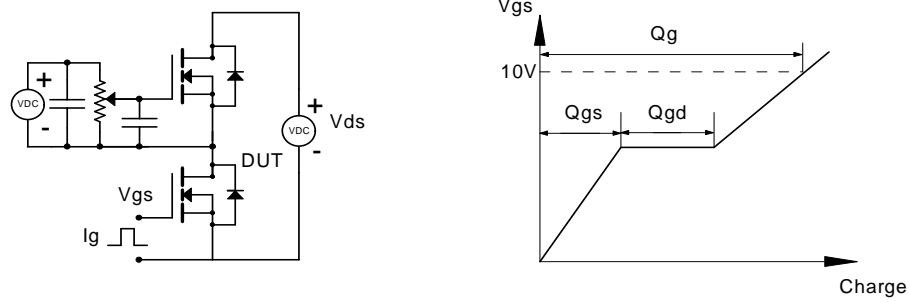 +
VDC
-
+
VDC
-
Vds
DUT
Vgs
Ig
Vgs
Qg
10V
Qgs
Qgd
Charge